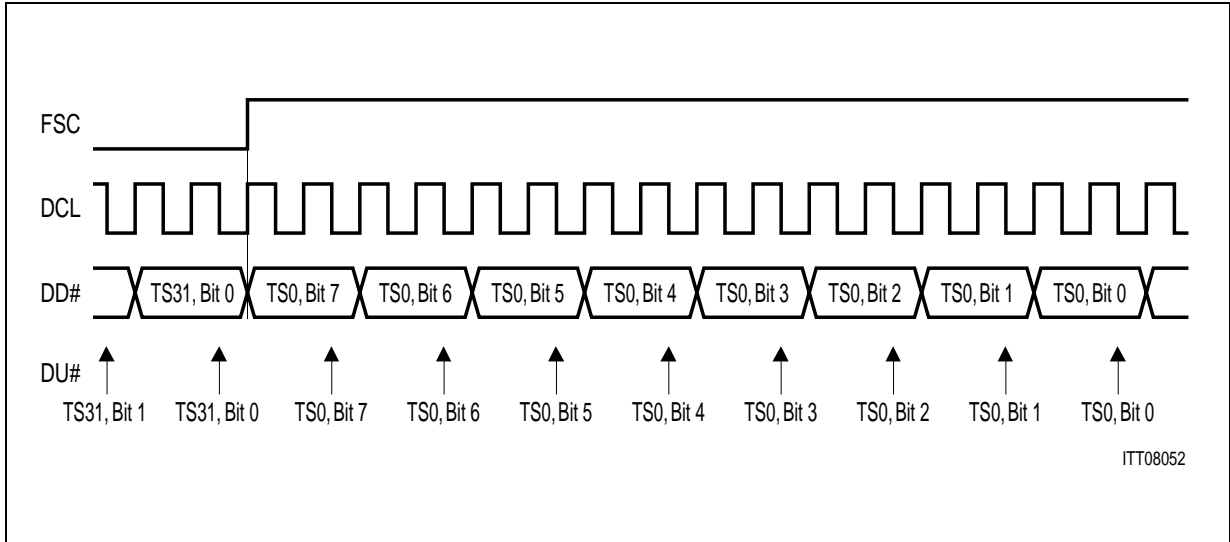 FSC
DCL
DD#
TS31, Bit 0
TS0, Bit 7
TS0, Bit 6
TS0, Bit 5
TS0, Bit 4
TS0, Bit 3
TS0, Bit 2
TS0, Bit 1
TS0, Bit 0
DU#
TS31, Bit 1
TS31, Bit 0
TS0, Bit 7
TS0, Bit 6
TS0, Bit 5
TS0, Bit 4
TS0, Bit 3
TS0, Bit 2
TS0, Bit 1
TS0, Bit 0
ITT08052